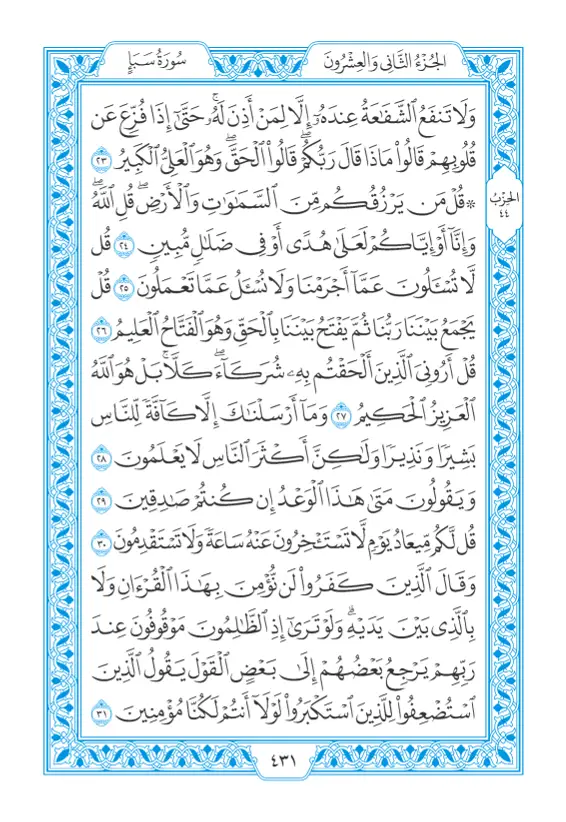 الجُزْءُ الثَّانِي وَالعِشْرُونَ
سُورَةُ سَبَإٍ
وَلَا تَنفَعُ ٱلشَّفَٰعَةُ عِندَهُۥٓ إِلَّا لِمَنْ أَذِنَ لَهُۥۚ حَتَّىٰٓ إِذَا فُزِّعَ عَن
قُلُوبِهِمْ قَالُوا۟ مَاذَا قَالَ رَبُّكُمْۖ قَالُوا۟ ٱلْحَقَّۖ وَهُوَ ٱلْعَلِىُّ ٱلْكَبِيرُ ٢٣
۞ قُلْ مَن يَرْزُقُكُم مِّنَ ٱلسَّمَٰوَٰتِ وَٱلْأَرْضِۖ قُلِ ٱللَّهُۖ
الحِزْبُ
٤٤
وَإِنَّآ أَوْ إِيَّاكُمْ لَعَلَىٰ هُدًى أَوْ فِى ضَلَٰلٍ مُّبِينٍ ٢٤ قُل
لَّا تُسْـَٔلُونَ عَمَّآ أَجْرَمْنَا وَلَا نُسْـَٔلُ عَمَّا تَعْمَلُونَ ٢٥ قُلْ
يَجْمَعُ بَيْنَنَا رَبُّنَا ثُمَّ يَفْتَحُ بَيْنَنَا بِٱلْحَقِّ وَهُوَ ٱلْفَتَّاحُ ٱلْعَلِيمُ ٢٦
قُلْ أَرُونِىَ ٱلَّذِينَ أَلْحَقْتُم بِهِۦ شُرَكَآءَۖ كَلَّاۚ بَلْ هُوَ ٱللَّهُ
ٱلْعَزِيزُ ٱلْحَكِيمُ ٢٧ وَمَآ أَرْسَلْنَٰكَ إِلَّا كَآفَّةً لِّلنَّاسِ
بَشِيرًا وَنَذِيرًا وَلَٰكِنَّ أَكْثَرَ ٱلنَّاسِ لَا يَعْلَمُونَ ٢٨
وَيَقُولُونَ مَتَىٰ هَٰذَا ٱلْوَعْدُ إِن كُنتُمْ صَٰدِقِينَ ٢٩
قُل لَّكُم مِّيعَادُ يَوْمٍ لَّا تَسْتَـْٔخِرُونَ عَنْهُ سَاعَةً وَلَا تَسْتَقْدِمُونَ ٣٠
وَقَالَ ٱلَّذِينَ كَفَرُوا۟ لَن نُّؤْمِنَ بِهَٰذَا ٱلْقُرْءَانِ وَلَا
بِٱلَّذِى بَيْنَ يَدَيْهِۗ وَلَوْ تَرَىٰٓ إِذِ ٱلظَّٰلِمُونَ مَوْقُوفُونَ عِندَ
رَبِّهِمْ يَرْجِعُ بَعْضُهُمْ إِلَىٰ بَعْضٍ ٱلْقَوْلَ يَقُولُ ٱلَّذِينَ
ٱسْتُضْعِفُوا۟ لِلَّذِينَ ٱسْتَكْبَرُوا۟ لَوْلَآ أَنتُمْ لَكُنَّا مُؤْمِنِينَ ٣١
٤٣١